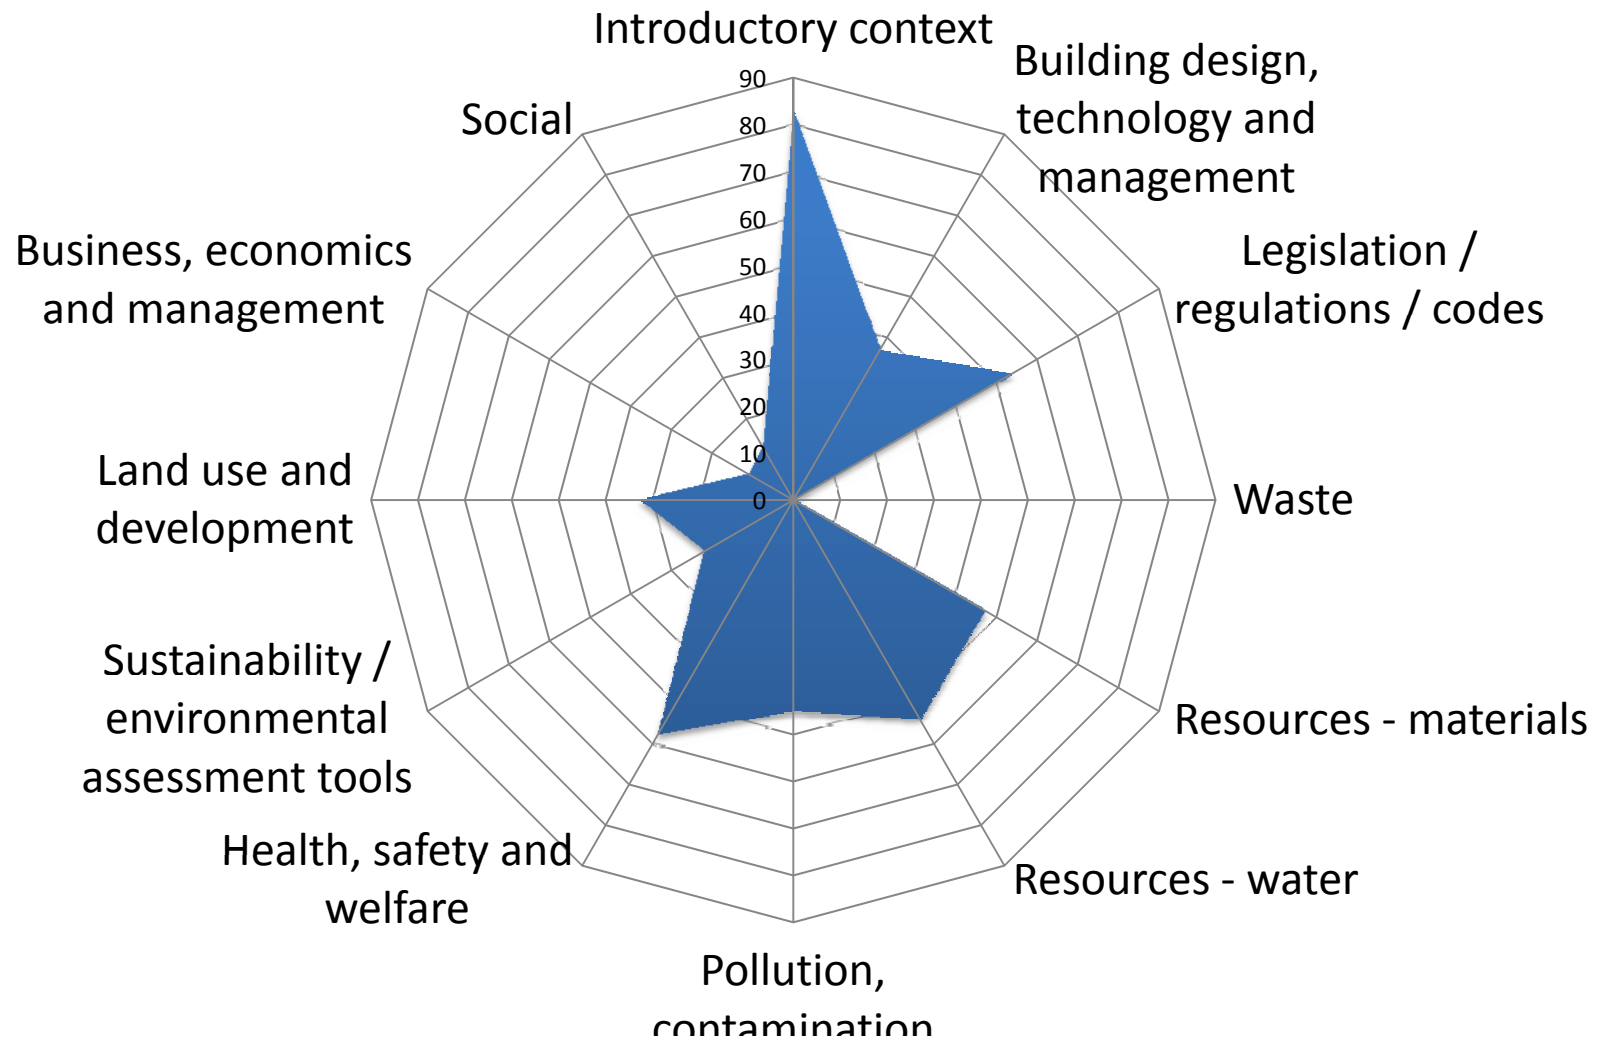 Introductory context
Building design,
technology and
management
Legislation /
regulations / codes
Waste
Resources - materials
Resources - water
Pollution,
contamination
Health, safety and
welfare
Sustainability /
environmental
assessment tools
Land use and
development
Business, economics
and management
Social
90
80
70
60
50
40
30
20
10
0